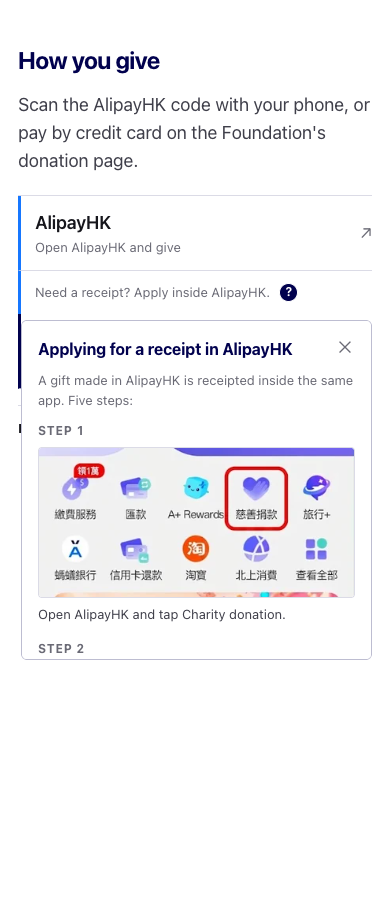 How you give
Scan the AlipayHK code with your phone, or
pay by credit card on the Foundation's
donation page.
AlipayHK
Open AlipayHK and give
Need a receipt? Apply inside AlipayHK. ?
Applying for a receipt in AlipayHK
A gift made in AlipayHK is receipted inside the same
app. Five steps:
STEP 1
領1萬
繳費服務 匯款 A+ Rewards 慈善捐款 旅行+
淘
螞蟻銀行 信用卡還款 淘寶 北上消費 查看全部
Open AlipayHK and tap Charity donation.
STEP 2